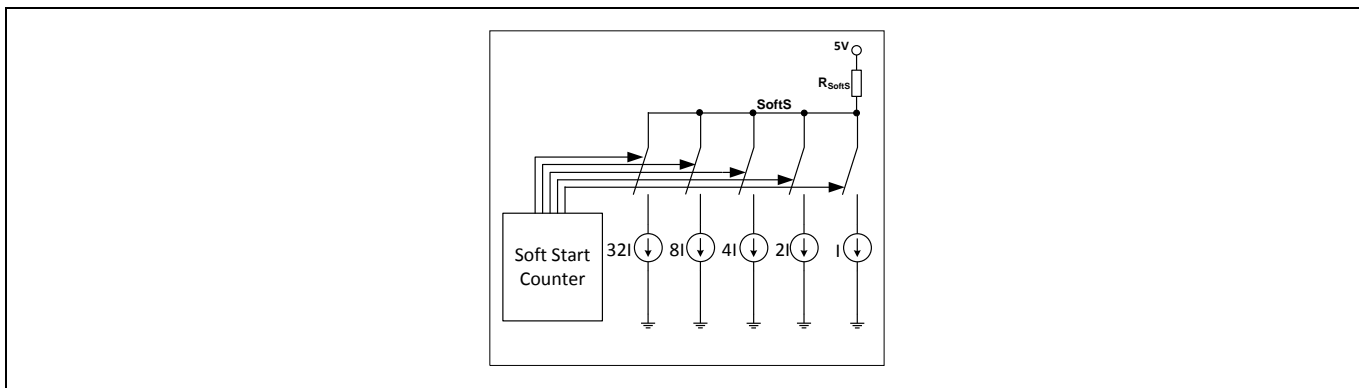 5V
RSoftS
SoftS
Soft Start
Counter
32I
8I
4I
2I
I